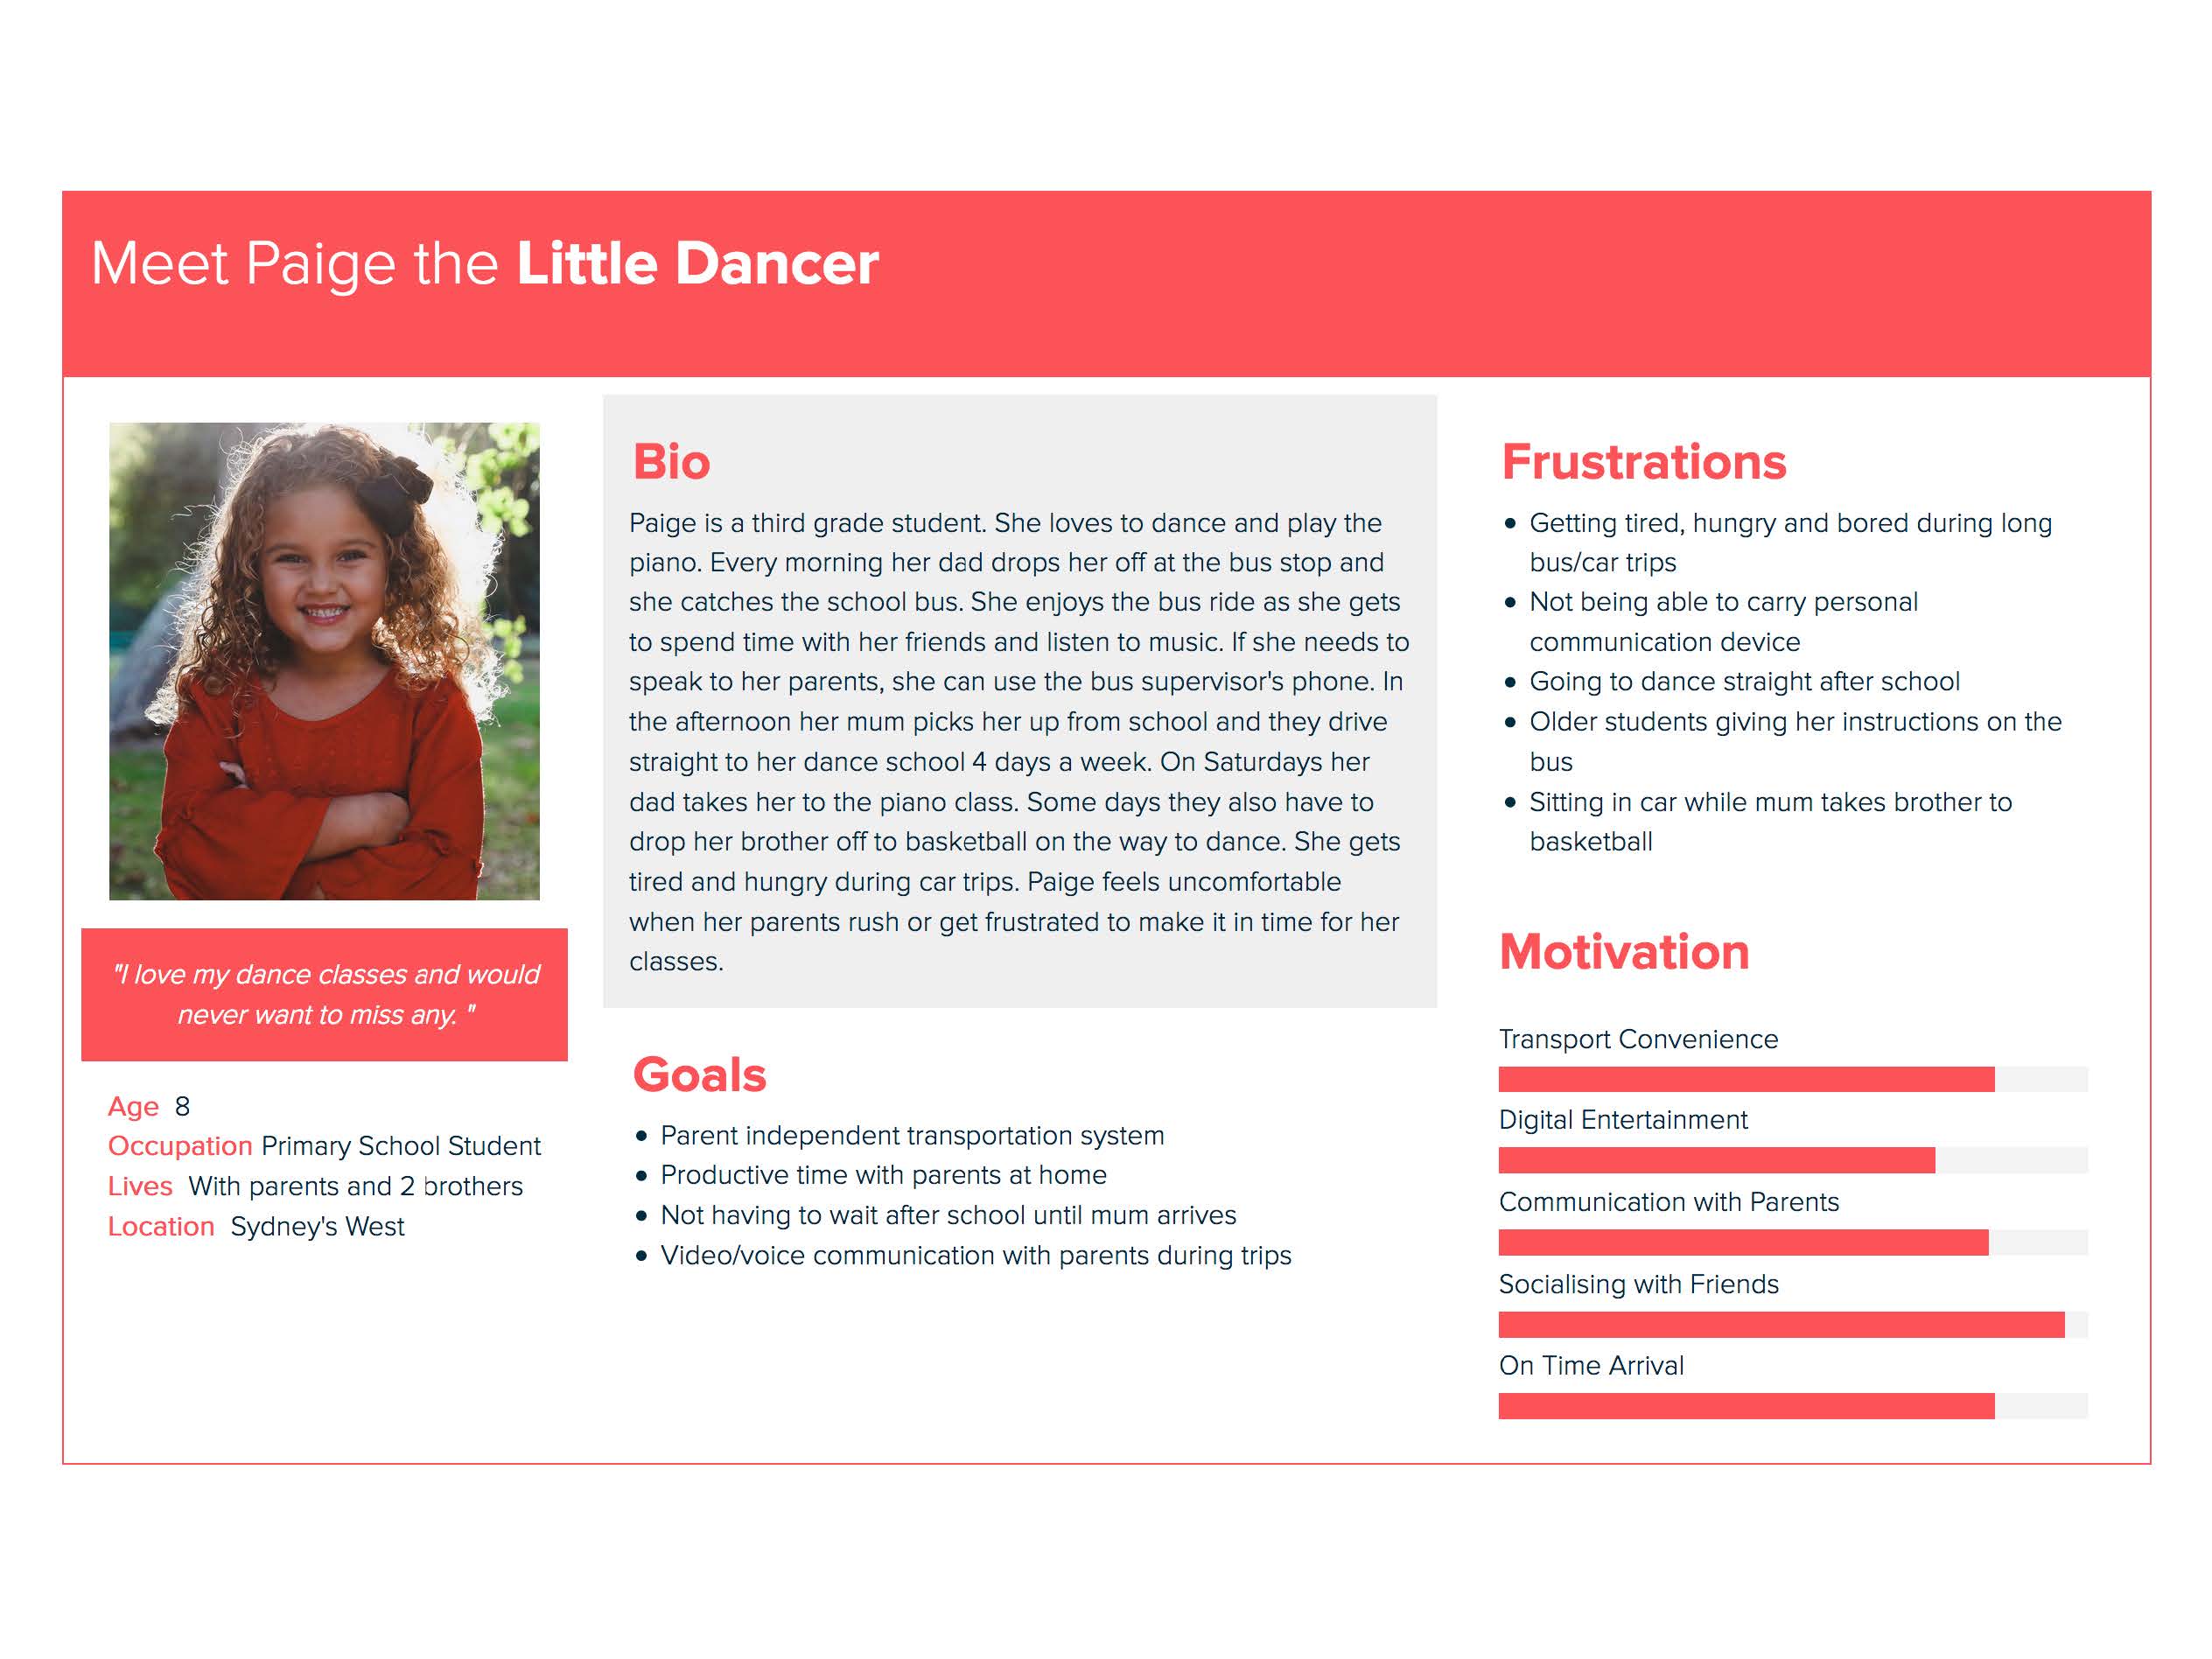 Meet Paige the Little Dancer
"I love my dance classes and would
never want to miss any. "
Age 8
Occupation Primary School Student
Lives With parents and 2 brothers
Location Sydney's West
Bio
Paige is a third grade student. She loves to dance and play the
piano. Every morning her dad drops her off at the bus stop and
she catches the school bus. She enjoys the bus ride as she gets
to spend time with her friends and listen to music. If she needs to
speak to her parents, she can use the bus supervisor's phone. In
the afternoon her mum picks her up from school and they drive
straight to her dance school 4 days a week. On Saturdays her
dad takes her to the piano class. Some days they also have to
drop her brother off to basketball on the way to dance. She gets
tired and hungry during car trips. Paige feels uncomfortable
when her parents rush or get frustrated to make it in time for her
classes.
Goals
• Parent independent transportation system
• Productive time with parents at home
• Not having to wait after school until mum arrives
• Video/voice communication with parents during trips
Frustrations
• Getting tired, hungry and bored during long
bus/car trips
• Not being able to carry personal
communication device
• Going to dance straight after school
• Older students giving her instructions on the
bus
• Sitting in car while mum takes brother to
basketball
Motivation
Transport Convenience
Digital Entertainment
Communication with Parents
Socialising with Friends
On Time Arrival